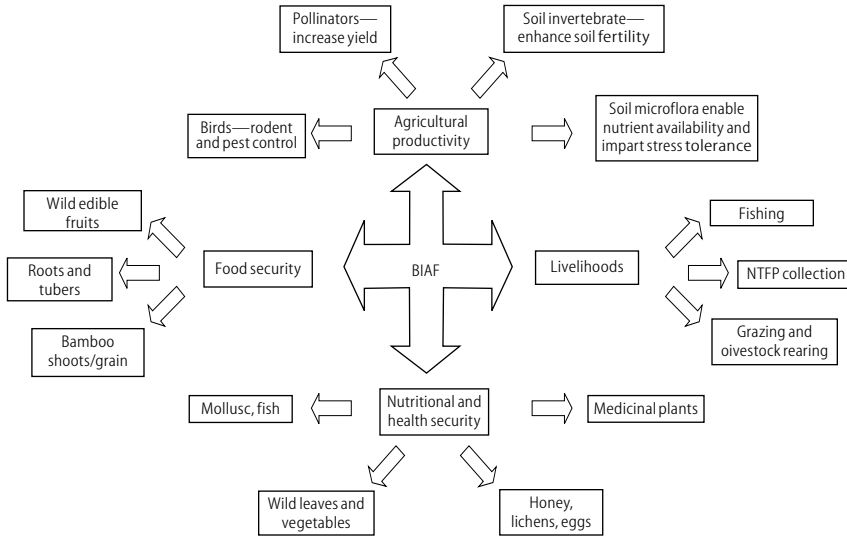 Pollinators—
increase yield
Soil invertebrate—
enhance soil fertility
Birds—rodent
and pest control
Agricultural
productivity
Soil microflora enable
nutrient availability and
impart stress tolerance
Wild edible
fruits
Roots and
tubers
Bamboo
shoots/grain
Food security
BIAF
Livelihoods
Fishing
NTFP collection
Grazing and
oivestock rearing
Mollusc, fish
Nutritional and
health security
Medicinal plants
Wild leaves and
vegetables
Honey,
lichens, eggs